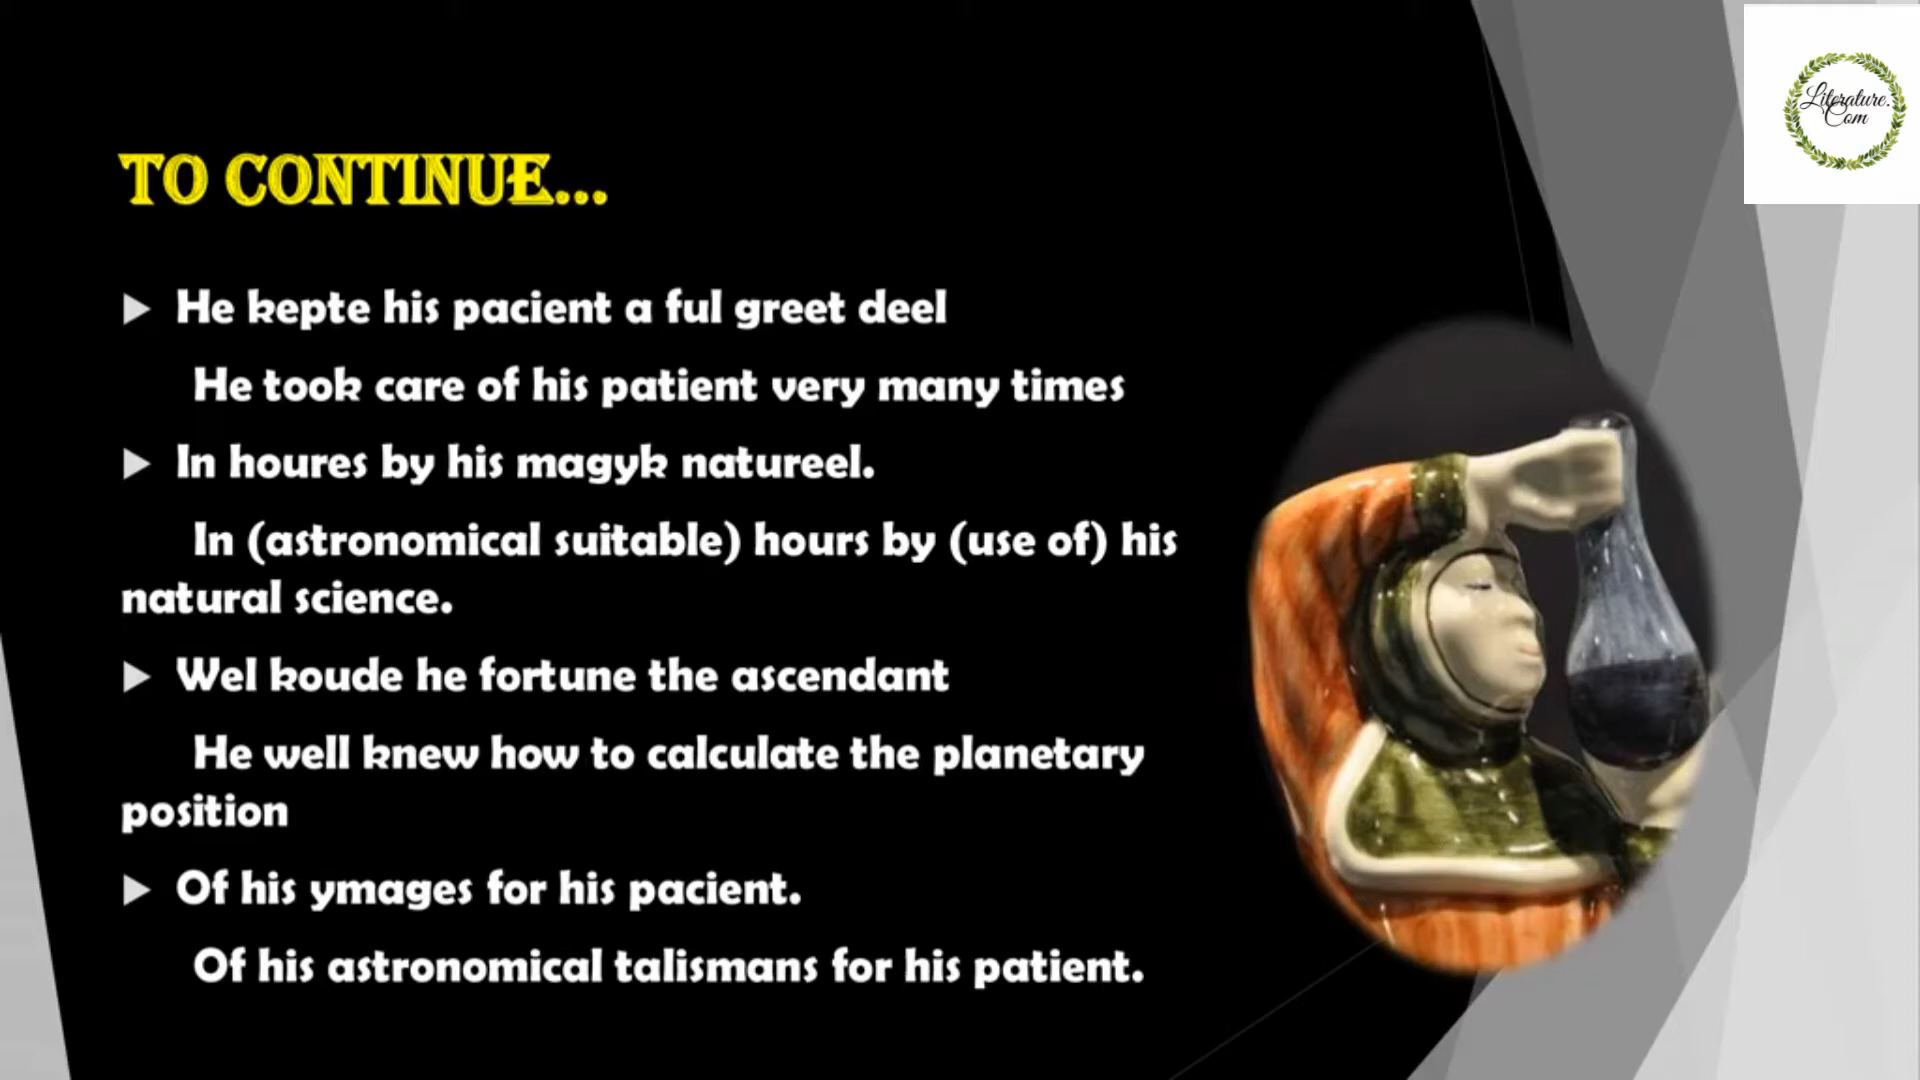 Literature.
Com
TO CONTINUE...
He kepte his pacient a ful greet deel
He took care of his patient very many times
In houres by his magyk natureel.
In (astronomical suitable) hours by (use of) his
natural science.
Wel koude he fortune the ascendant
He well knew how to calculate the planetary
position
Of his ymages for his pacient.
Of his astronomical talismans for his patient.